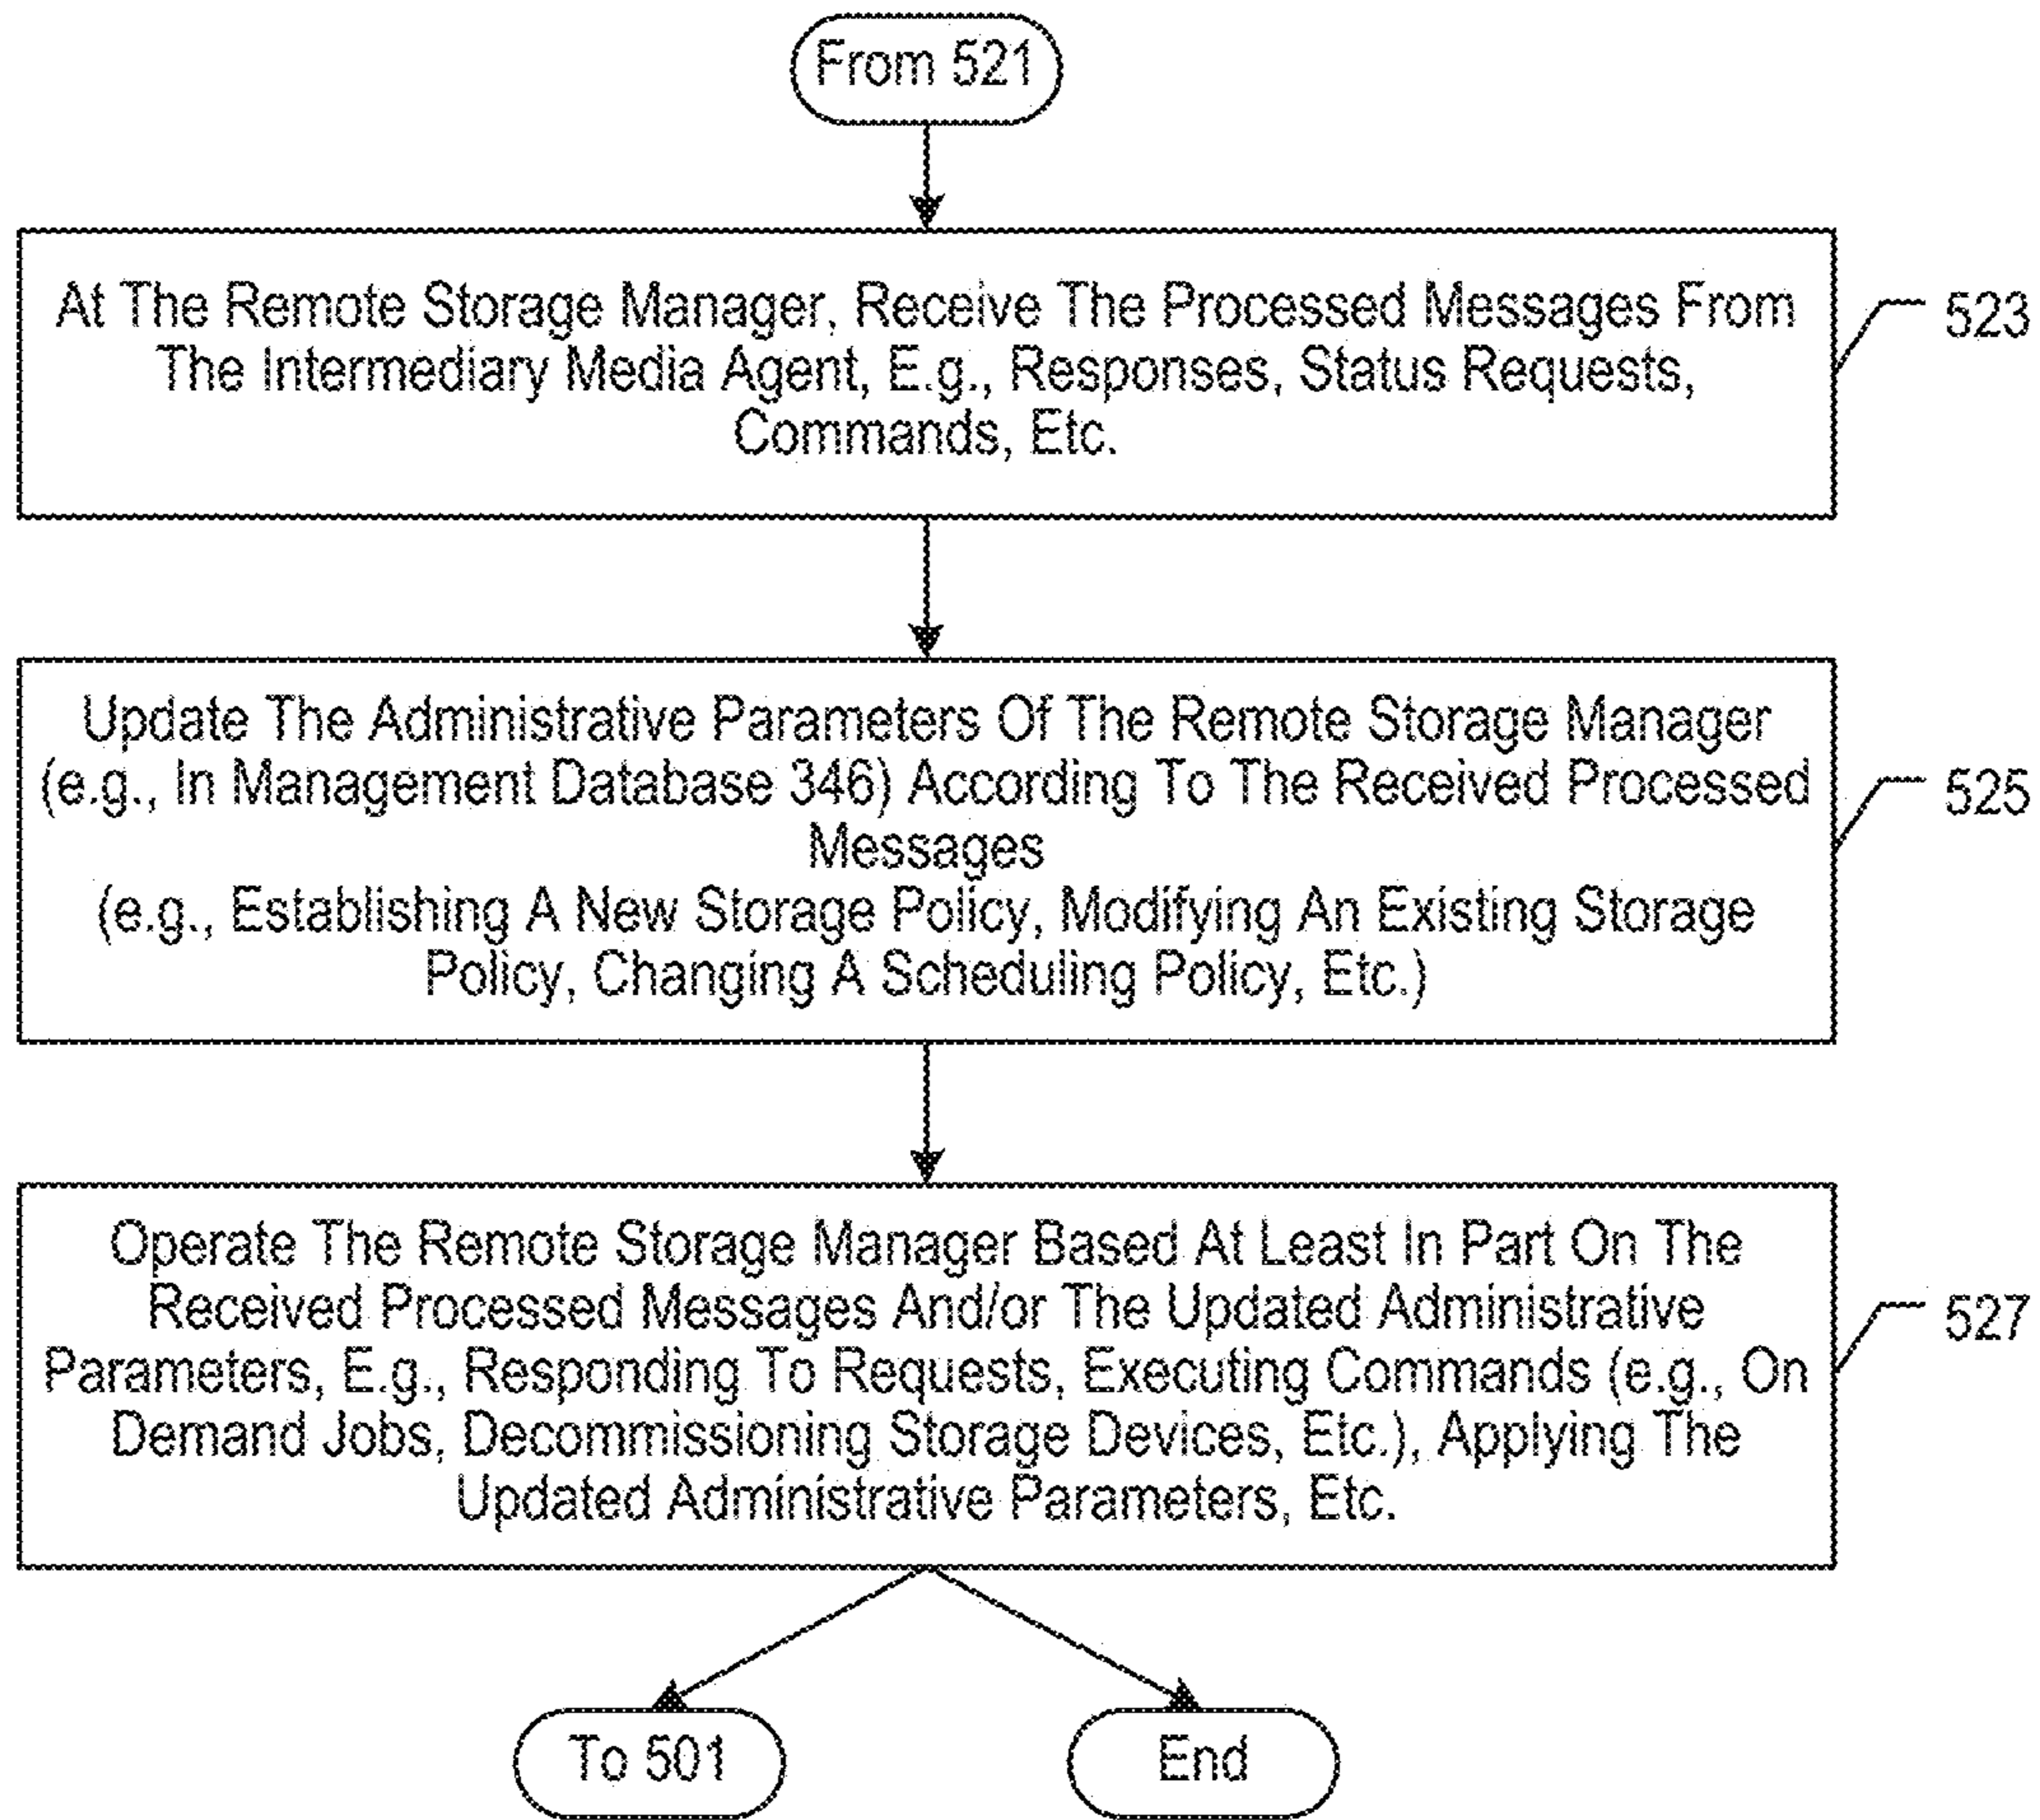 From 521
At The Remote Storage Manager, Receive The Processed Messages From
The Intermediary Media Agent, E.g., Responses, Status Requests,
Commands, Etc.
523
Update The Administrative Parameters Of The Remote Storage Manager
(e.g., In Management Database 346) According To The Received Processed
Messages
(e.g., Establishing A New Storage Policy, Modifying An Existing Storage
Policy, Changing A Scheduling Policy, Etc.)
525
Operate The Remote Storage Manager Based At Least In Part On The
Received Processed Messages And/or The Updated Administrative
Parameters, E.g., Responding To Requests, Executing Commands (e.g., On
Demand Jobs, Decommissioning Storage Devices, Etc.), Applying The
Updated Administrative Parameters, Etc.
527
To 501
End